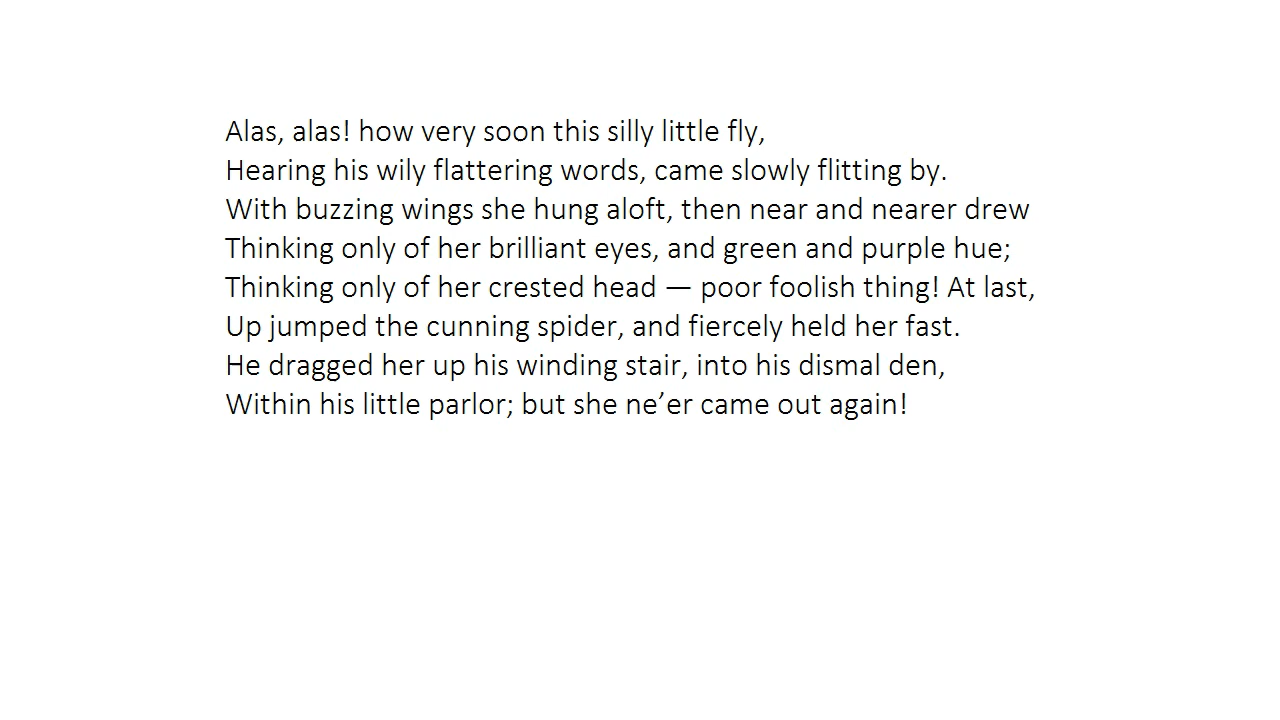 Alas, alas! how very soon this silly little fly,
Hearing his wily flattering words, came slowly flitting by.
With buzzing wings she hung aloft, then near and nearer drew
Thinking only of her brilliant eyes, and green and purple hue;
Thinking only of her crested head — poor foolish thing! At last,
Up jumped the cunning spider, and fiercely held her fast.
He dragged her up his winding stair, into his dismal den,
Within his little parlor; but she ne’er came out again!